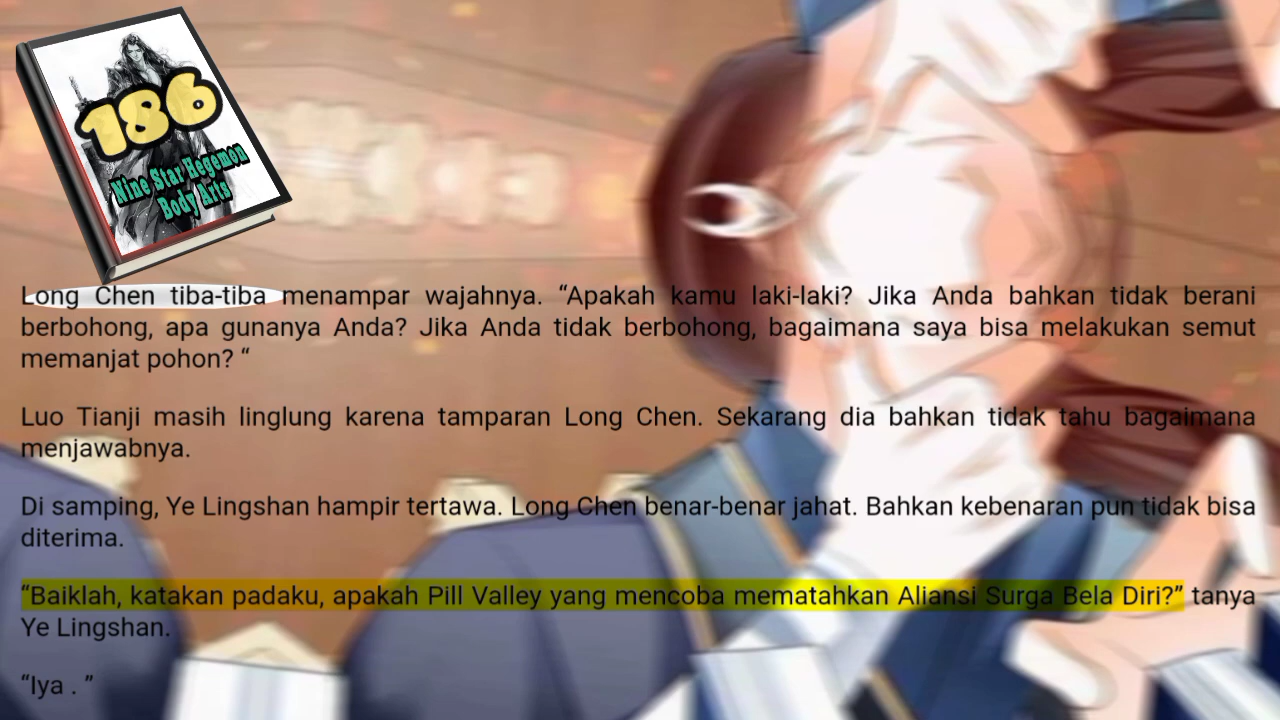 186
Nine Star Hegemon
Body Arts
Long Chen tiba-tiba menampar wajahnya. “Apakah kamu laki-laki? Jika Anda bahkan tidak berani
berbohong, apa gunanya Anda? Jika Anda tidak berbohong, bagaimana saya bisa melakukan semut
memanjat pohon? “
Luo Tianji masih linglung karena tamparan Long Chen. Sekarang dia bahkan tidak tahu bagaimana
menjawabnya.
Di samping, Ye Lingshan hampir tertawa. Long Chen benar-benar jahat. Bahkan kebenaran pun tidak bisa
diterima.
“Baiklah, katakan padaku, apakah Pill Valley yang mencoba mematahkan Aliansi Surga Bela Diri?” tanya
Ye Lingshan.
“Iya . ”